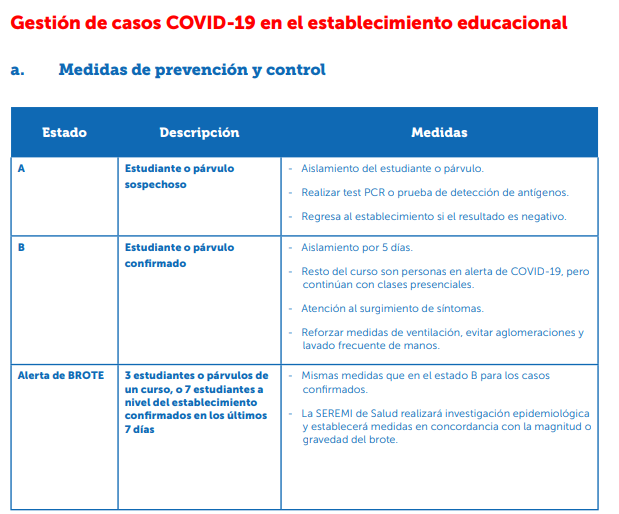 Gestión de casos COVID-19 en el establecimiento educacional
a. Medidas de prevención y control
Estado Descripción Medidas
A
Estudiante o párvulo
sospechoso
- Aislamiento del estudiante o párvulo.
- Realizar test PCR o prueba de detección de antígenos.
- Regresa al establecimiento si el resultado es negativo.
B
Estudiante o párvulo
confirmado
- Aislamiento por 5 días.
- Resto del curso son personas en alerta de COVID-19, pero
continúan con clases presenciales.
- Atención al surgimiento de síntomas.
- Reforzar medidas de ventilación, evitar aglomeraciones y
lavado frecuente de manos.
Alerta de BROTE
3 estudiantes o párvulos de
un curso, o 7 estudiantes a
nivel del establecimiento
confirmados en los últimos
7 días
- Mismas medidas que en el estado B para los casos
confirmados.
- La SEREMI de Salud realizará investigación epidemiológica
y establecerá medidas en concordancia con la magnitud o
gravedad del brote.